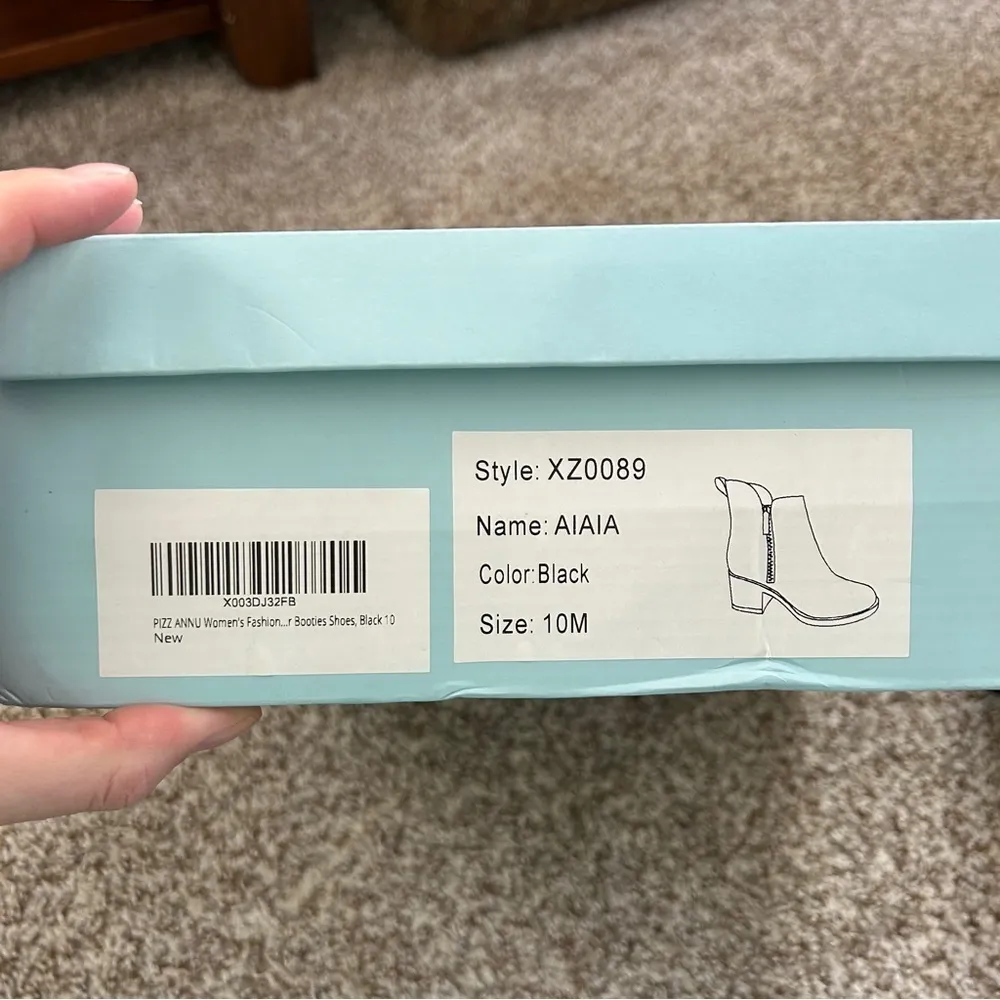 X003DJ32FB
PIZZ ANNU Women's Fashion...r Booties Shoes, Black 10
New
Style: XZ0089
Name: AIAIA
Color:Black
Size: 10M